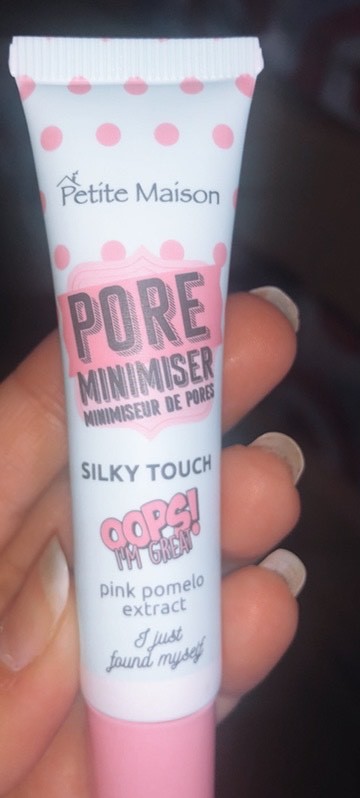 Petite Maison
PORE
MINIMISER
MINIMISEUR DE PORES
SILKY TOUCH
OOPS!
I'M GREAT
pink pomelo
extract
I just
found myself